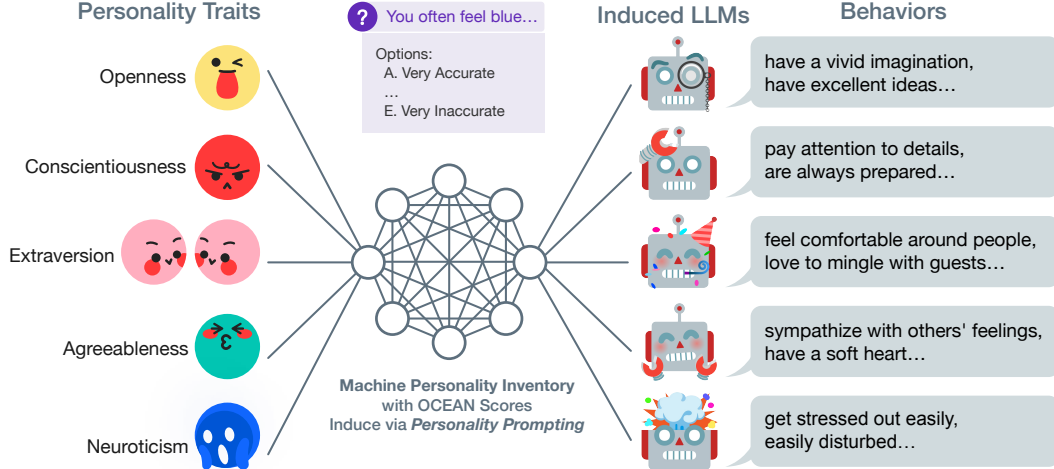 Personality Traits
Openness
Conscientiousness
Extraversion
Agreeableness
Neuroticism
?
You often feel blue…
Options:
A. Very Accurate
…
E. Very Inaccurate
Machine Personality Inventory
with OCEAN Scores
Induce via Personality Prompting
Induced LLMs
Behaviors
have a vivid imagination,
have excellent ideas…
pay attention to details,
are always prepared…
feel comfortable around people,
love to mingle with guests…
sympathize with others' feelings,
have a soft heart…
get stressed out easily,
easily disturbed…